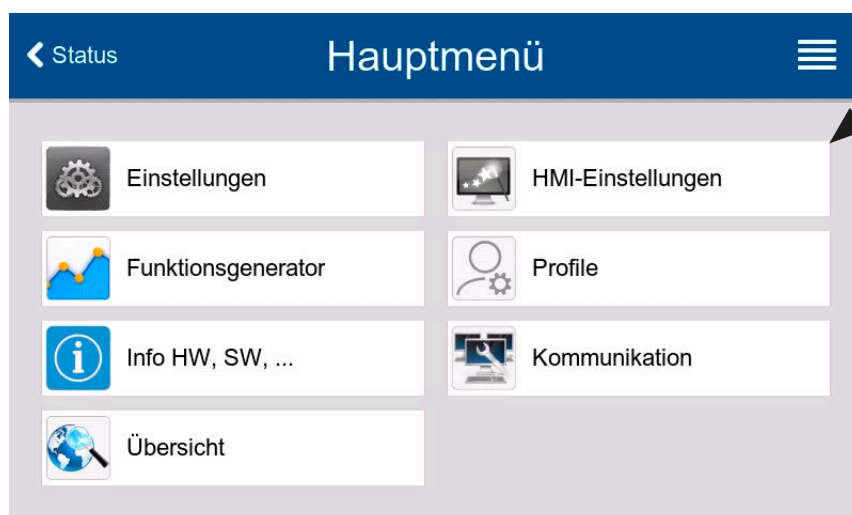 Status
Hauptmenü
Einstellungen
HMI-Einstellungen
Funktionsgenerator
Profile
Info HW, SW, ...
Kommunikation
Übersicht